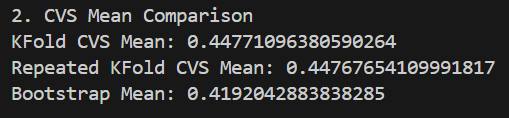 2. CVS Mean Comparison
KFold CVS Mean: 0.44771096380590264
Repeated KFold CVS Mean: 0.44767654109991817
Bootstrap Mean: 0.4192042883838285